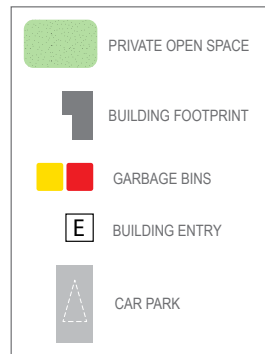 PRIVATE OPEN SPACE
BUILDING FOOTPRINT
GARBAGE BINS
E BUILDING ENTRY
CAR PARK